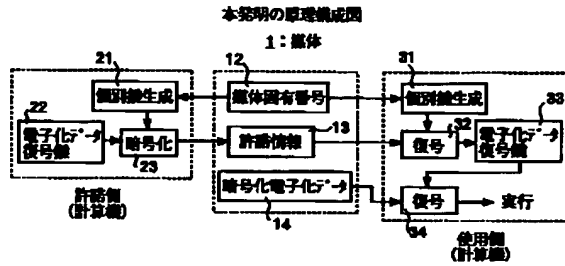 本発明の原理構成図
1：媒体
21
12
31
個別鍵生成
媒体固有番号
個別鍵生成
33
22
32
電子化データ
復号鍵
暗号化
13
許諾情報
復号
電子化データ
復号鍵
23
暗号化電子化データ
復号
実行
14
34
許諾側
(計算機)
使用側
(計算機)